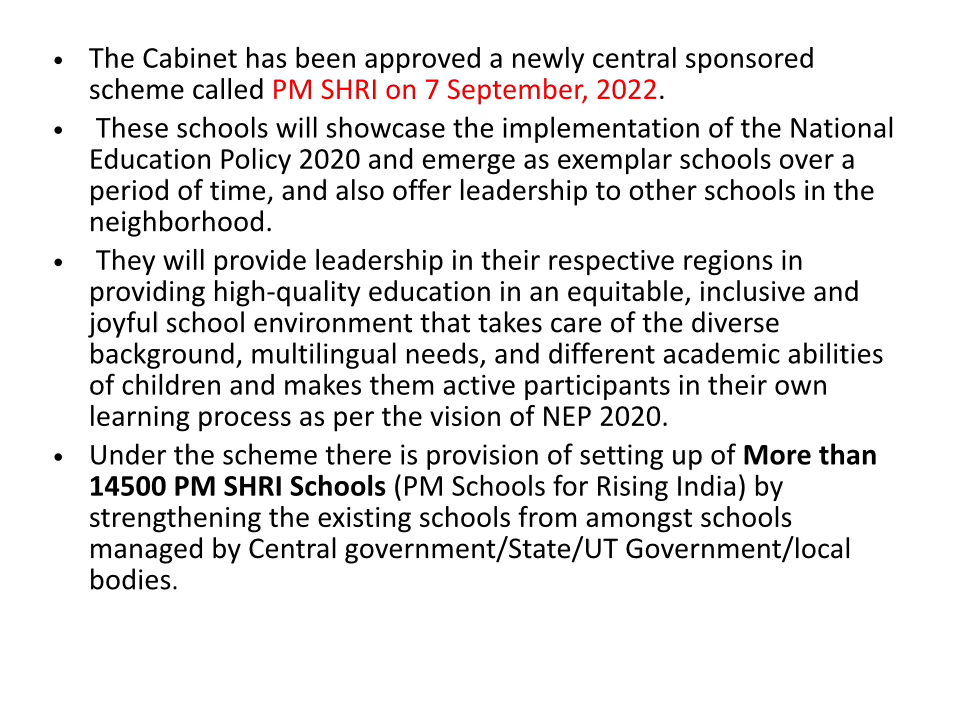 • The Cabinet has been approved a newly central sponsored
scheme called PM SHRI on 7 September, 2022.
• These schools will showcase the implementation of the National
Education Policy 2020 and emerge as exemplar schools over a
period of time, and also offer leadership to other schools in the
neighborhood.
• They will provide leadership in their respective regions in
providing high-quality education in an equitable, inclusive and
joyful school environment that takes care of the diverse
background, multilingual needs, and different academic abilities
of children and makes them active participants in their own
learning process as per the vision of NEP 2020.
• Under the scheme there is provision of setting up of More than
14500 PM SHRI Schools (PM Schools for Rising India) by
strengthening the existing schools from amongst schools
managed by Central government/State/UT Government/local
bodies.